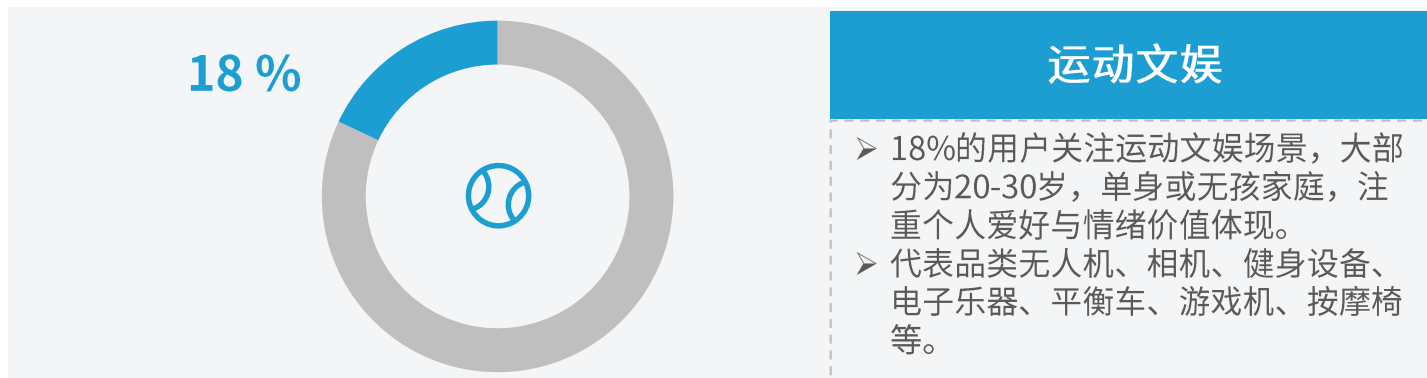 18 %
运动文娱
➢ 18%的用户关注运动文娱场景，大部
分为20-30岁，单身或无孩家庭，注
重个人爱好与情绪价值体现。
➢ 代表品类无人机、相机、健身设备、
电子乐器、平衡车、游戏机、按摩椅
等。